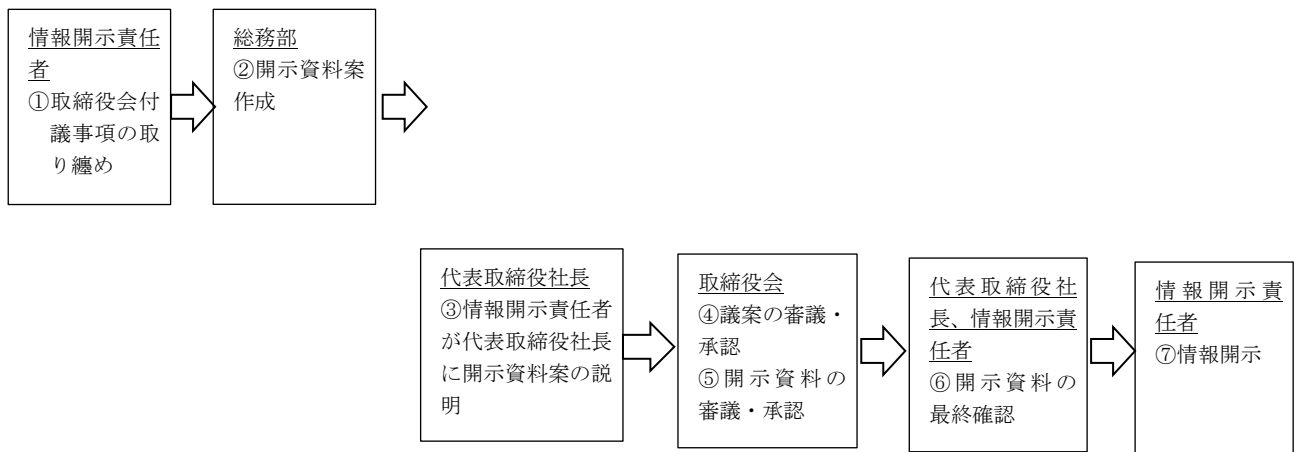 情報開示責任
者
①取締役会付
議事項の取
り纏め
総務部
②開示資料案
作成
代表取締役社長
③情報開示責任者
が代表取締役社長
に開示資料案の説
明
取締役会
④議案の審議・
承認
⑤開示資料の
審議・承認
代表取締役社
長、情報開示責
任者
⑥開示資料の
最終確認
情報開示責
任者
⑦情報開示